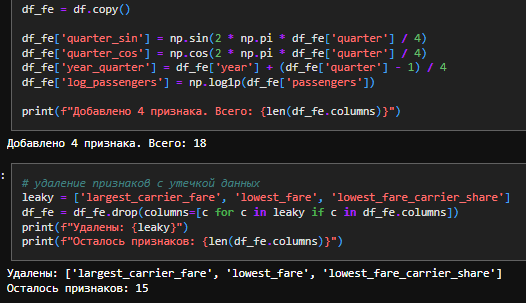 df_fe = df.copy()
df_fe['quarter_sin'] = np.sin(2 * np.pi * df_fe['quarter'] / 4)
df_fe['quarter_cos'] = np.cos(2 * np.pi * df_fe['quarter'] / 4)
df_fe['year_quarter'] = df_fe['year'] + (df_fe['quarter'] - 1) / 4
df_fe['log_passengers'] = np.log1p(df_fe['passengers'])
print(f"Добавлено 4 признака. Всего: {len(df_fe.columns)}")
Добавлено 4 признака. Всего: 18
:
# удаление признаков с утечкой данных
leaky = ['largest_carrier_fare', 'lowest_fare', 'lowest_fare_carrier_share']
df_fe = df_fe.drop(columns=[c for c in leaky if c in df_fe.columns])
print(f"Удалены: {leaky}")
print(f"Осталось признаков: {len(df_fe.columns)}")
Удалены: ['largest_carrier_fare', 'lowest_fare', 'lowest_fare_carrier_share']
Осталось признаков: 15